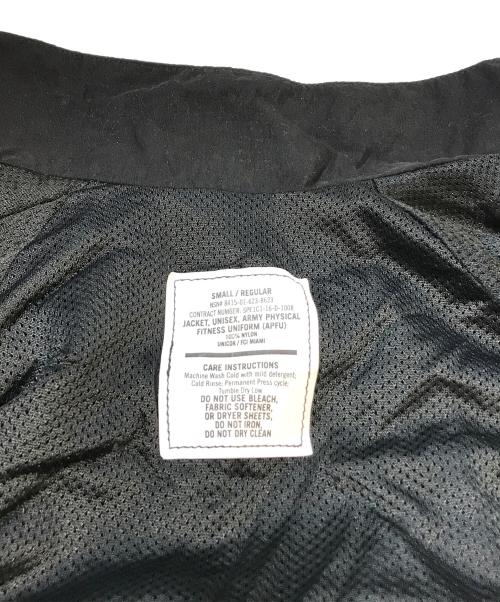 SMALL / REGULAR
NSN# 8415-01-623-8623
CONTRACT NUMBER. SPE1C1-16-D-1008
JACKET, UNISEX, ARMY PHYSICAL
FITNESS UNIFORM (APFU)
100% NYLON
UNICOR / FCI MIAMI
CARE INSTRUCTIONS
Machine Wash Cold with mild detergent;
Cold Rinse; Permanent Press cycle;
Tumble Dry Low
DO NOT USE BLEACH,
FABRIC SOFTENER,
OR DRYER SHEETS,
DO NOT IRON,
DO NOT DRY CLEAN